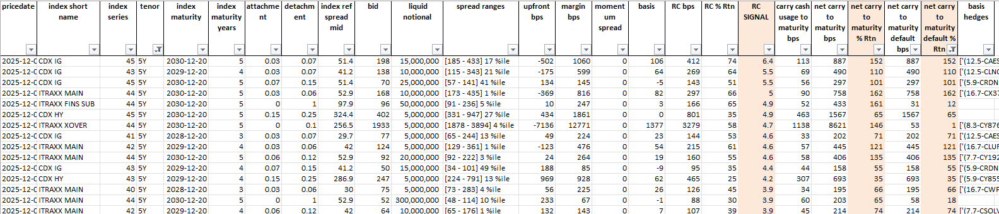 pricedate index short name index series tenor index maturity index maturity years attachment detachment index ref spread mid bid liquid notional spread ranges upfront bps margin bps momentum spread basis RC bps RC % Rtn RC SIGNAL carry cash usage to maturity bps net carry to maturity bps net carry to maturity % Rtn net carry to maturity default bps net carry to maturity default % Rtn basis hedges
2025-12-0 CDX IG 45 5Y 2030-12-20 5 0.03 0.07 51.4 198 15,000,000 [185 - 433] 17 %ile -502 1060 0 106 412 74 6.4 113 887 152 887 152 ['(12.5-CAES
2025-12-0 CDX IG 43 5Y 2029-12-20 4 0.03 0.07 41.2 138 10,000,000 [115 - 343] 21 %ile -175 599 0 64 269 64 5.5 69 490 110 490 110 ['(12.5-CLNC
2025-12-0 CDX IG 45 5Y 2030-12-20 5 0.07 0.15 51.4 70 25,000,000 [57 - 141] 41 %ile 134 145 0 -5 143 51 5.5 56 297 101 297 101 ['(5.9-CRDN
2025-12-0 ITRAXX MAIN 44 5Y 2030-12-20 5 0.03 0.06 52.9 168 10,000,000 [173 - 435] 1 %ile -369 816 0 82 297 66 5 90 758 162 758 162 ['(16.7-CX37
2025-12-0 ITRAXX FINS SUB 44 5Y 2030-12-20 5 0 1 97.9 96 50,000,000 [91 - 236] 5 %ile 10 247 0 3 166 65 4.9 52 433 161 31 12
2025-12-0 CDX HY 45 5Y 2030-12-20 5 0.15 0.25 324.4 402 5,000,000 [331 - 947] 27 %ile 434 1861 0 0 801 35 4.9 463 1567 65 1567 65
2025-12-0 ITRAXX XOVER 44 5Y 2030-12-20 5 0 0.1 256.5 1933 5,000,000 [1878 - 3894] 4 %ile -7136 12771 0 1377 3279 58 4.7 1138 8621 146 53 1 ['(8.3-CY876
2025-12-0 CDX IG 41 5Y 2028-12-20 3 0.03 0.07 29.7 77 5,000,000 [65 - 244] 13 %ile 49 224 0 23 144 53 4.6 33 202 71 202 71 ['(12.5-CAES
2025-12-0 ITRAXX MAIN 42 5Y 2029-12-20 4 0.03 0.06 42 124 5,000,000 [129 - 361] 1 %ile -123 476 0 54 215 61 4.6 57 445 121 445 121 ['(16.7-CLUF
2025-12-0 ITRAXX MAIN 44 5Y 2030-12-20 5 0.06 0.12 52.9 92 20,000,000 [92 - 222] 3 %ile 24 264 0 19 160 55 4.6 58 406 135 406 135 ['(7.7-CY192
2025-12-0 CDX IG 43 5Y 2029-12-20 4 0.07 0.15 41.2 50 15,000,000 [34 - 101] 49 %ile 188 85 0 -9 95 35 4.4 44 158 55 158 55 ['(5.9-CRDN
2025-12-0 CDX HY 43 5Y 2029-12-20 4 0.15 0.25 286.9 247 5,000,000 [224 - 791] 13 %ile 969 928 0 62 465 25 4.2 307 693 35 693 35 ['(5.9-CY855
2025-12-0 ITRAXX MAIN 40 5Y 2028-12-20 3 0.03 0.06 30 75 5,000,000 [73 - 283] 4 %ile 56 225 0 26 126 45 3.9 34 195 66 195 66 ['(16.7-CWF
2025-12-0 ITRAXX MAIN 44 5Y 2030-12-20 5 0 1 52.9 52 300,000,000 [48 - 114] 10 %ile 233 67 0 -1 88 30 3.9 60 203 65 58 18
2025-12-0 ITRAXX MAIN 42 5Y 2029-12-20 4 0.06 0.12 42 64 10,000,000 [65 - 176] 1 %ile 132 143 0 7 107 39 3.9 45 214 74 214 74 ['(7.7-CSOLV